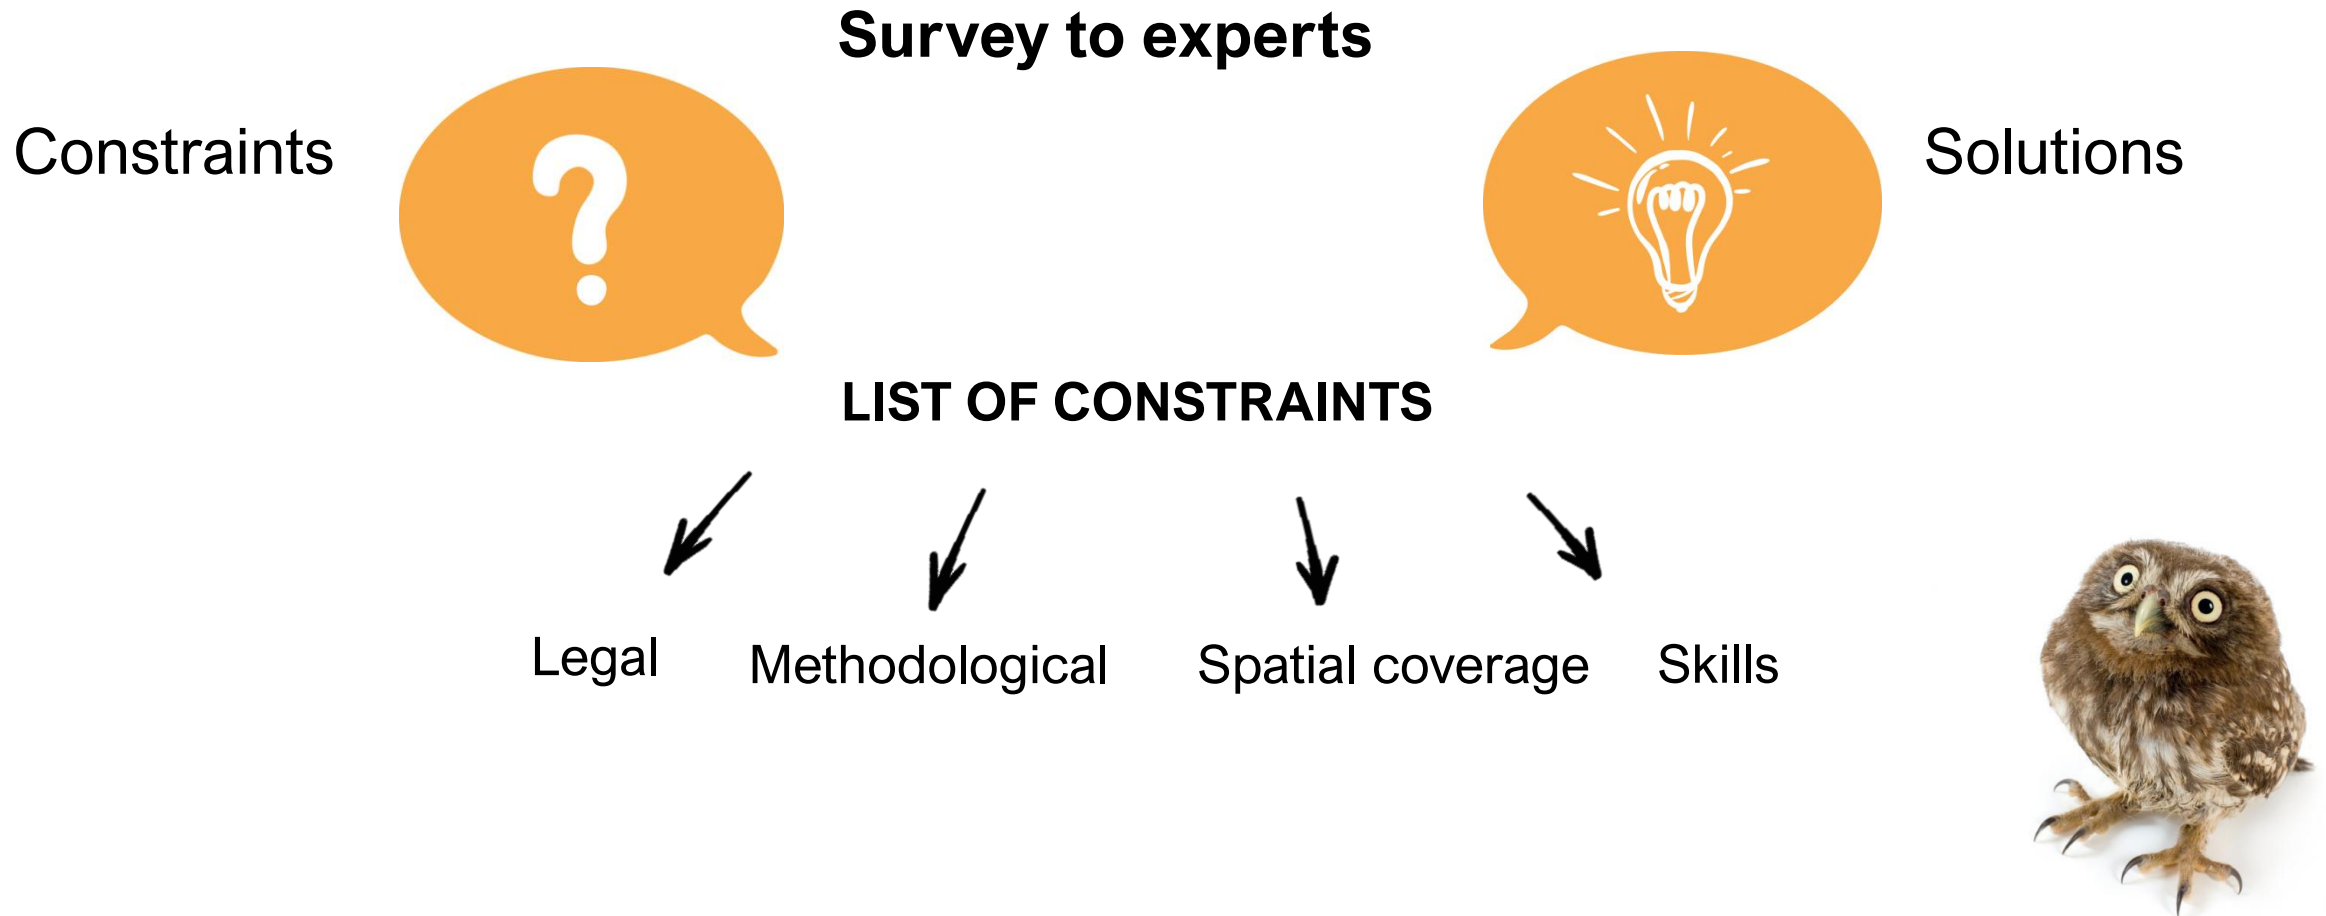 Survey to experts
Constraints
Solutions
LIST OF CONSTRAINTS
Legal
Methodological
Spatial coverage
Skills